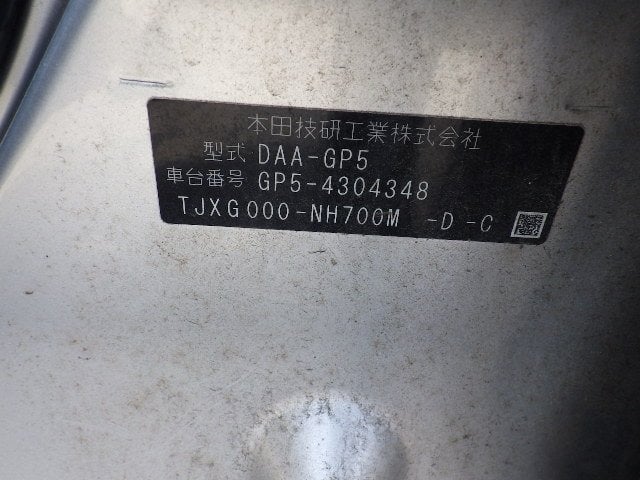 本田技研工業株式会社
型式 DAA-GP5
車台番号 GP5-4304348
TJXG000-NH700M -D -C